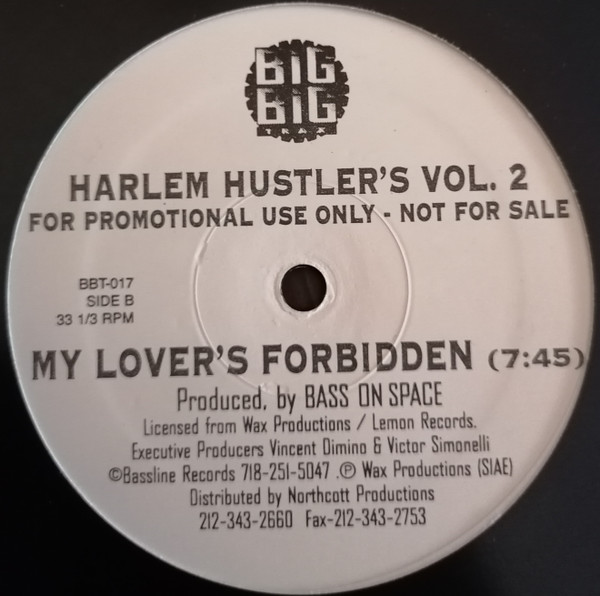 BIG
BIG
TRAX
HARLEM HUSTLER'S VOL. 2
FOR PROMOTIONAL USE ONLY - NOT FOR SALE
BBT-017
SIDE B
33 1/3 RPM
MY LOVER'S FORBIDDEN (7:45)
Produced, by BASS ON SPACE
Licensed from Wax Productions / Lemon Records.
Executive Producers Vincent Dimino & Victor Simonelli
©Bassline Records 718-251-5047 .℗ Wax Productions (SIAE)
Distributed by Northcott Productions
212-343-2660 Fax-212-343-2753